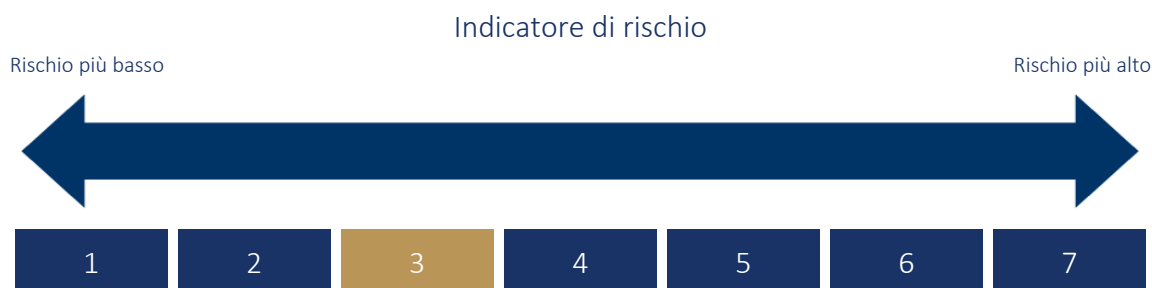 Indicatore di rischio
Rischio più basso Rischio più alto
1 2 3 4 5 6 7